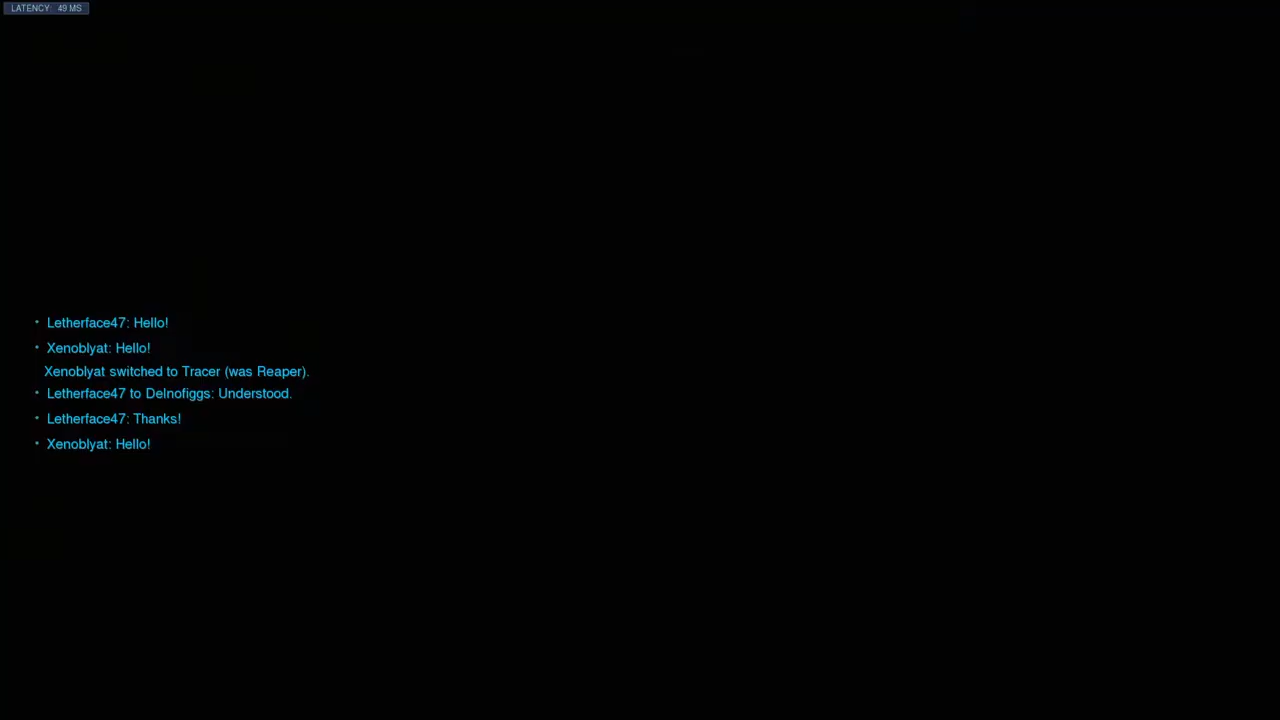 LATENCY: 49 MS
• Letherface47: Hello!
• Xenoblyat: Hello!
Xenoblyat switched to Tracer (was Reaper).
• Letherface47 to Delnofiggs: Understood.
• Letherface47: Thanks!
• Xenoblyat: Hello!